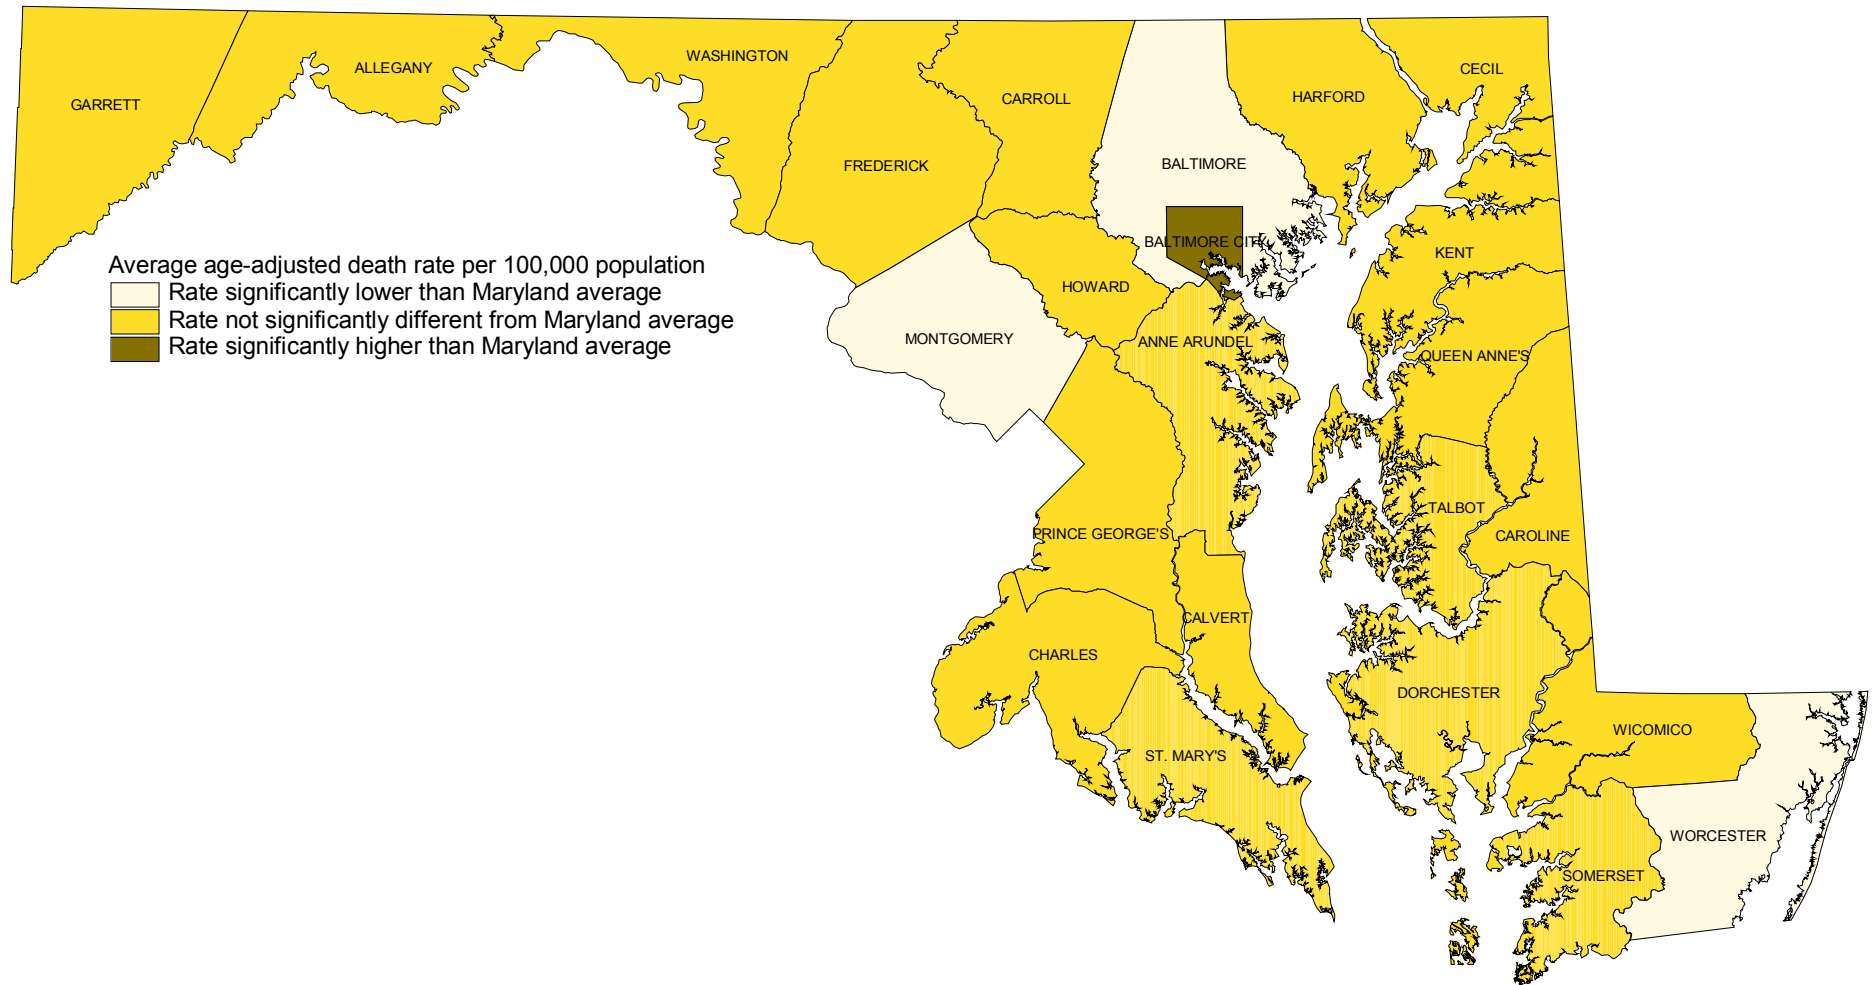 GARRETT
ALLEGANY
WASHINGTON
FREDERICK
CARROLL
BALTIMORE
HARFORD
CECIL
BALTIMORE CITY
KENT
HOWARD
MONTGOMERY
ANNE ARUNDEL
QUEEN ANNE'S
Average age-adjusted death rate per 100,000 population
Rate significantly lower than Maryland average
Rate not significantly different from Maryland average
Rate significantly higher than Maryland average
TALBOT
CAROLINE
PRINCE GEORGE'S
CALVERT
CHARLES
DORCHESTER
WICOMICO
ST. MARY'S
WORCESTER
SOMERSET